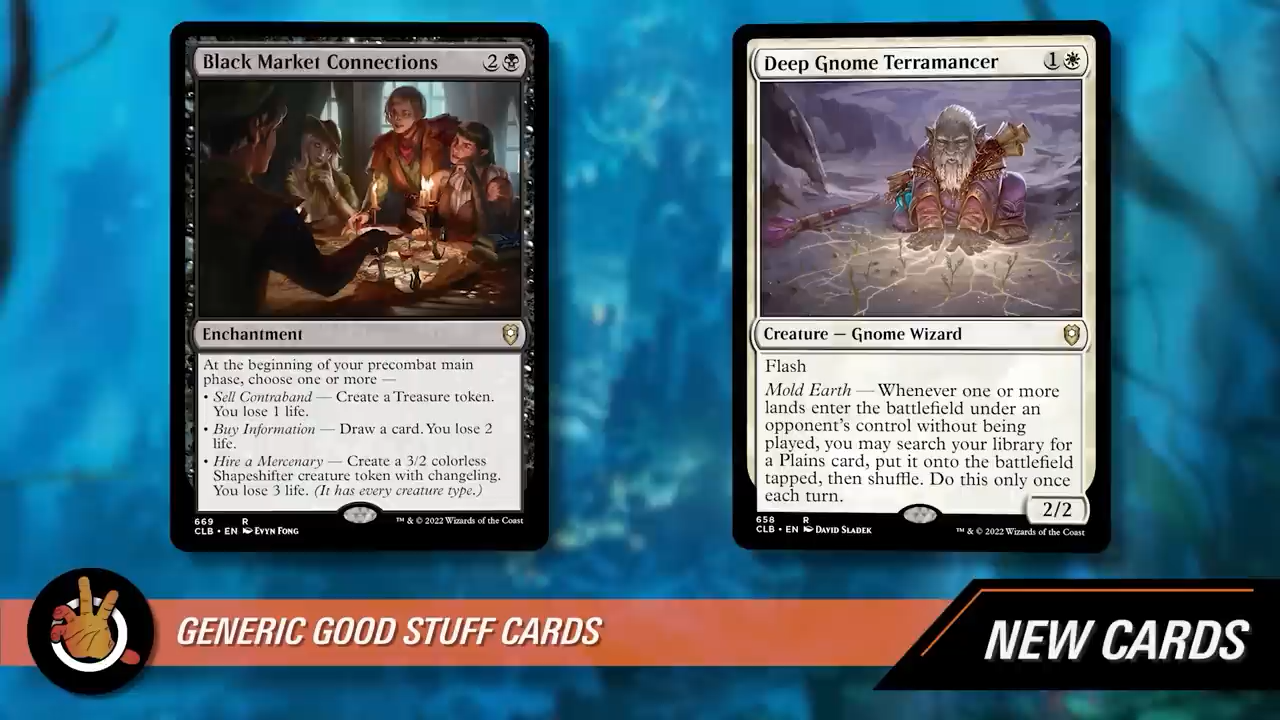 Black Market Connections 2
Enchantment
At the beginning of your precombat main
phase, choose one or more —
• Sell Contraband — Create a Treasure token.
You lose 1 life.
• Buy Information — Draw a card. You lose 2
life.
• Hire a Mercenary — Create a 3/2 colorless
Shapeshifter creature token with changeling.
You lose 3 life. (It has every creature type.)
669 R
CLB • EN Evyn Fong
™ & © 2022 Wizards of the Coast
Deep Gnome Terramancer 1
Creature — Gnome Wizard
Flash
Mold Earth — Whenever one or more
lands enter the battlefield under an
opponent's control without being
played, you may search your library for
a Plains card, put it onto the battlefield
tapped, then shuffle. Do this only once
each turn.
2/2
658 R
CLB • EN David Sladek
™ & © 2022 Wizards of the Coast
GENERIC GOOD STUFF CARDS
NEW CARDS